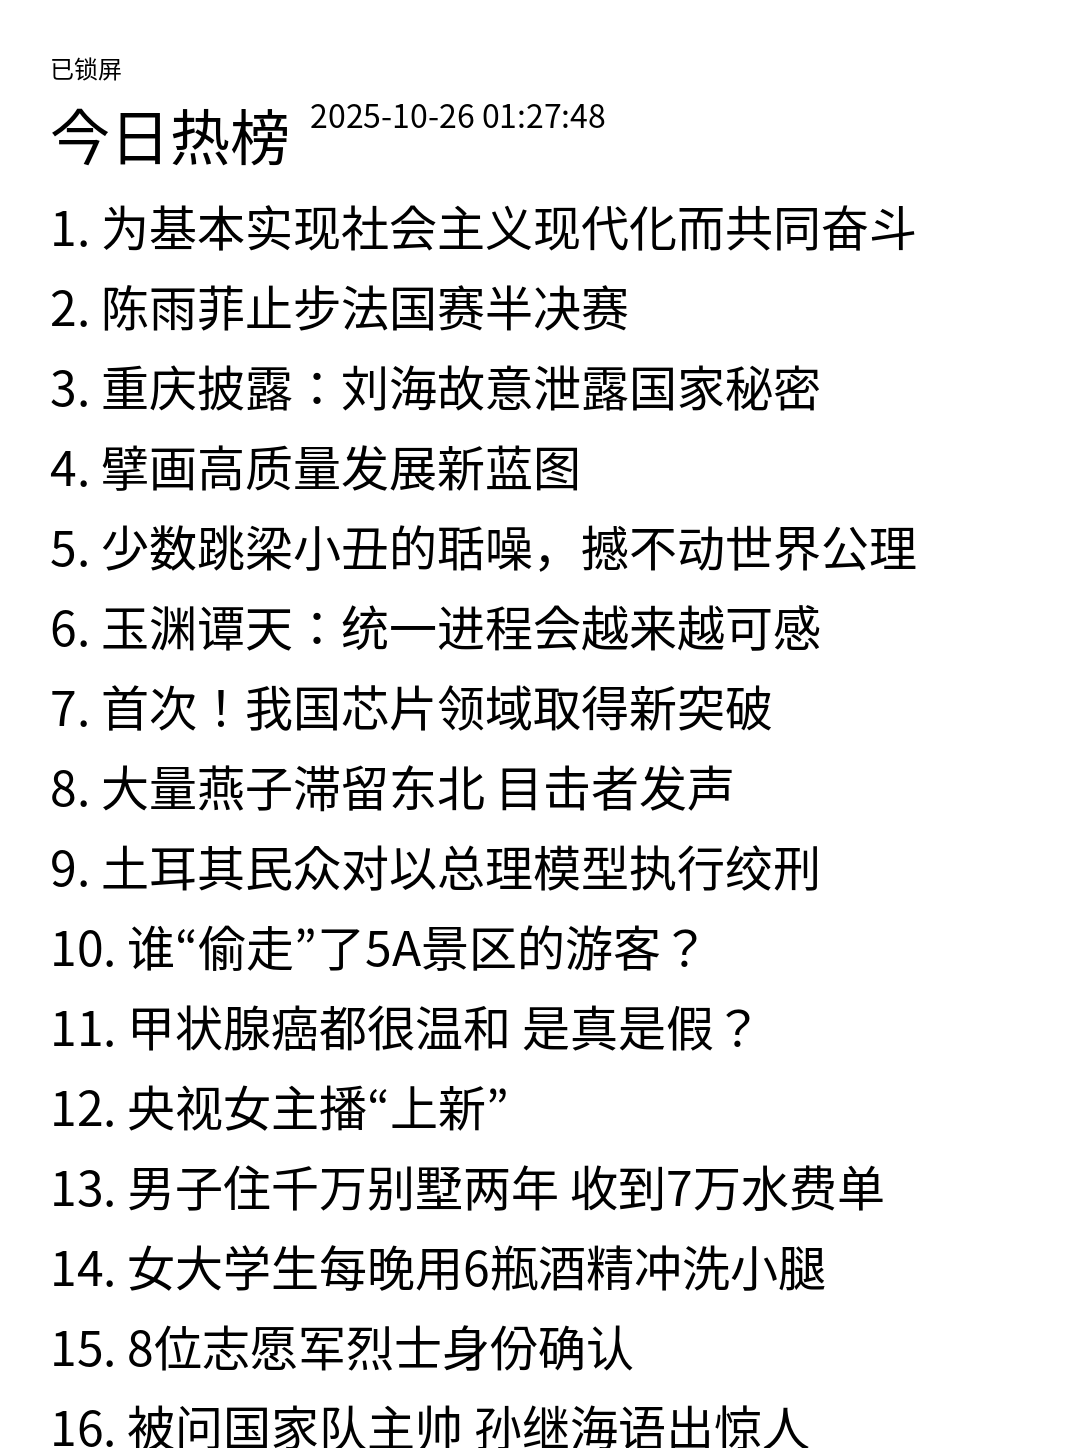 已锁屏
今日热榜 2025-10-26 01:27:48
1. 为基本实现社会主义现代化而共同奋斗
2. 陈雨菲止步法国赛半决赛
3. 重庆披露：刘海故意泄露国家秘密
4. 擘画高质量发展新蓝图
5. 少数跳梁小丑的聒噪，撼不动世界公理
6. 玉渊谭天：统一进程会越来越可感
7. 首次！我国芯片领域取得新突破
8. 大量燕子滞留东北 目击者发声
9. 土耳其民众对以总理模型执行绞刑
10. 谁“偷走”了5A景区的游客？
11. 甲状腺癌都很温和 是真是假？
12. 央视女主播“上新”
13. 男子住千万别墅两年 收到7万水费单
14. 女大学生每晚用6瓶酒精冲洗小腿
15. 8位志愿军烈士身份确认
16. 被问国家队主帅 孙继海语出惊人